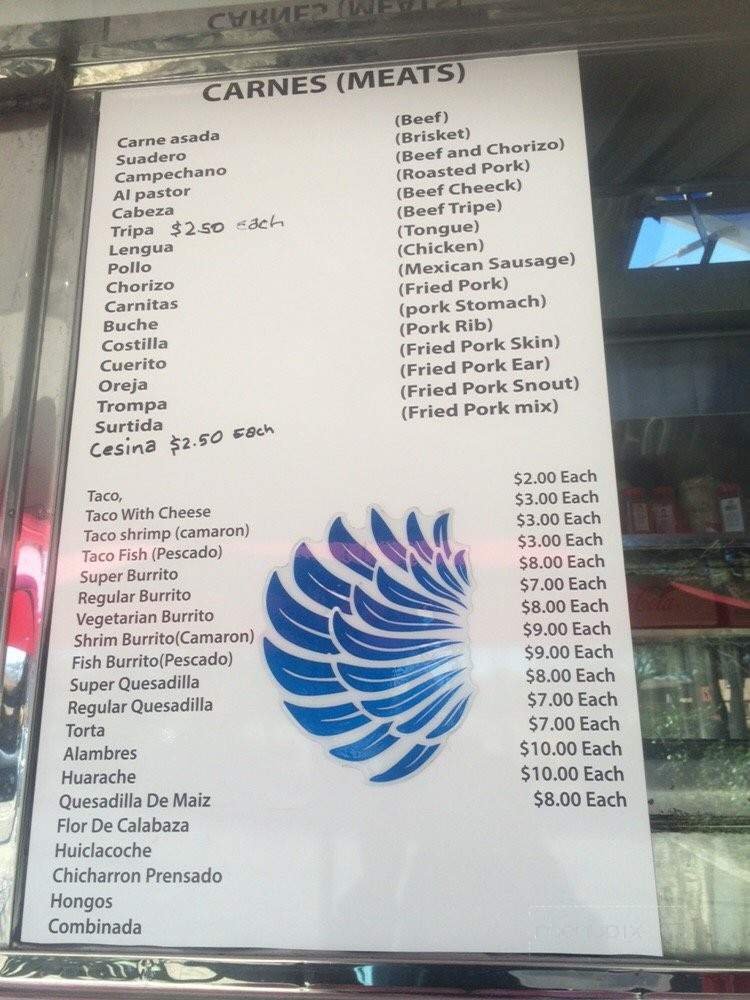 CARNES (MEATS)
Carne asada (Beef)
Suadero (Brisket)
Campechano (Beef and Chorizo)
Al pastor (Roasted Pork)
Cabeza (Beef Cheeck)
Tripa $2.50 Each (Beef Tripe)
Lengua (Tongue)
Pollo (Chicken)
Chorizo (Mexican Sausage)
Carnitas (Fried Pork)
Buche (pork Stomach)
Costilla (Pork Rib)
Cuerito (Fried Pork Skin)
Oreja (Fried Pork Ear)
Trompa (Fried Pork Snout)
Surtida (Fried Pork mix)
Cesina $2.50 Each
Taco, $2.00 Each
Taco With Cheese $3.00 Each
Taco shrimp (camaron) $3.00 Each
Taco Fish (Pescado) $3.00 Each
Super Burrito $8.00 Each
Regular Burrito $7.00 Each
Vegetarian Burrito $8.00 Each
Shrim Burrito(Camaron) $9.00 Each
Fish Burrito(Pescado) $9.00 Each
Super Quesadilla $8.00 Each
Regular Quesadilla $7.00 Each
Torta $7.00 Each
Alambres $10.00 Each
Huarache $10.00 Each
Quesadilla De Maiz $8.00 Each
Flor De Calabaza
Huiclacoche
Chicharron Prensado
Hongos
Combinada
menupix